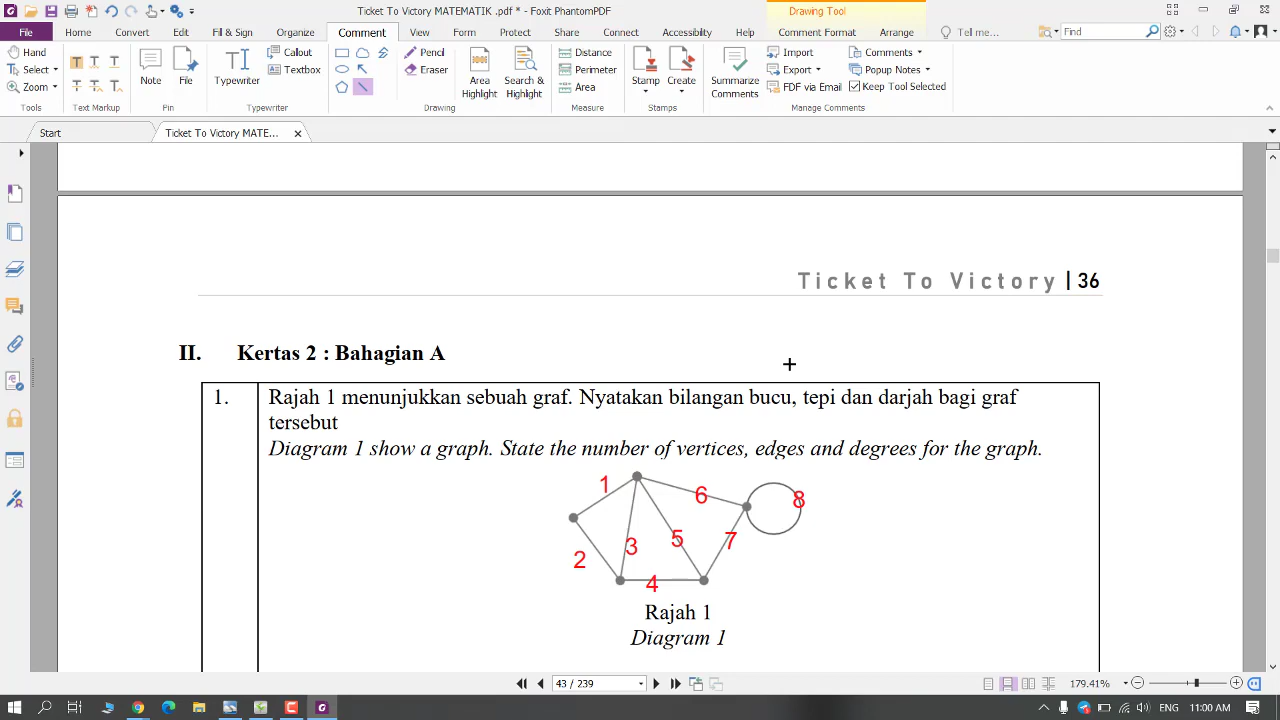 Ticket To Victory MATEMATIK .pdf * - Foxit PhantomPDF
Drawing Tool
File Home Convert Edit Fill & Sign Organize Comment View Form Protect Share Connect Accessibility Help Comment Format Arrange Tell me... Find
Hand
Select
Zoom
Tools
Text Markup
Note
File
Pin
Typewriter
Callout
Textbox
Typewriter
Pencil
Eraser
Drawing
Area Highlight
Search & Highlight
Distance
Perimeter
Area
Measure
Stamp
Create
Stamps
Summarize Comments
Import
Export
FDF via Email
Comments
Popup Notes
Keep Tool Selected
Manage Comments
Start
Ticket To Victory MATE...
Ticket To Victory | 36
II. Kertas 2 : Bahagian A
1. Rajah 1 menunjukkan sebuah graf. Nyatakan bilangan bucu, tepi dan darjah bagi graf
tersebut
Diagram 1 show a graph. State the number of vertices, edges and degrees for the graph.
1
6
8
5
7
3
2
4
Rajah 1
Diagram 1
43 / 239
179.41%
ENG 11:00 AM